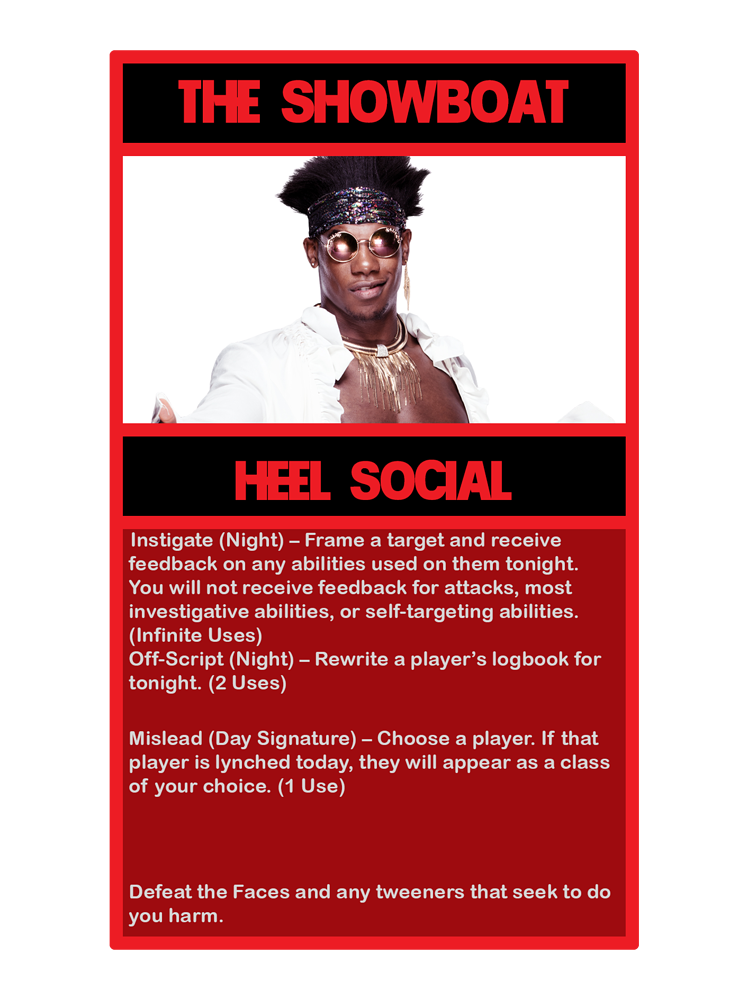 THE SHOWBOAT
HEEL SOCIAL
Instigate (Night) – Frame a target and receive
feedback on any abilities used on them tonight.
You will not receive feedback for attacks, most
investigative abilities, or self-targeting abilities.
(Infinite Uses)
Off-Script (Night) – Rewrite a player’s logbook for
tonight. (2 Uses)
Mislead (Day Signature) – Choose a player. If that
player is lynched today, they will appear as a class
of your choice. (1 Use)
Defeat the Faces and any tweeners that seek to do
you harm.